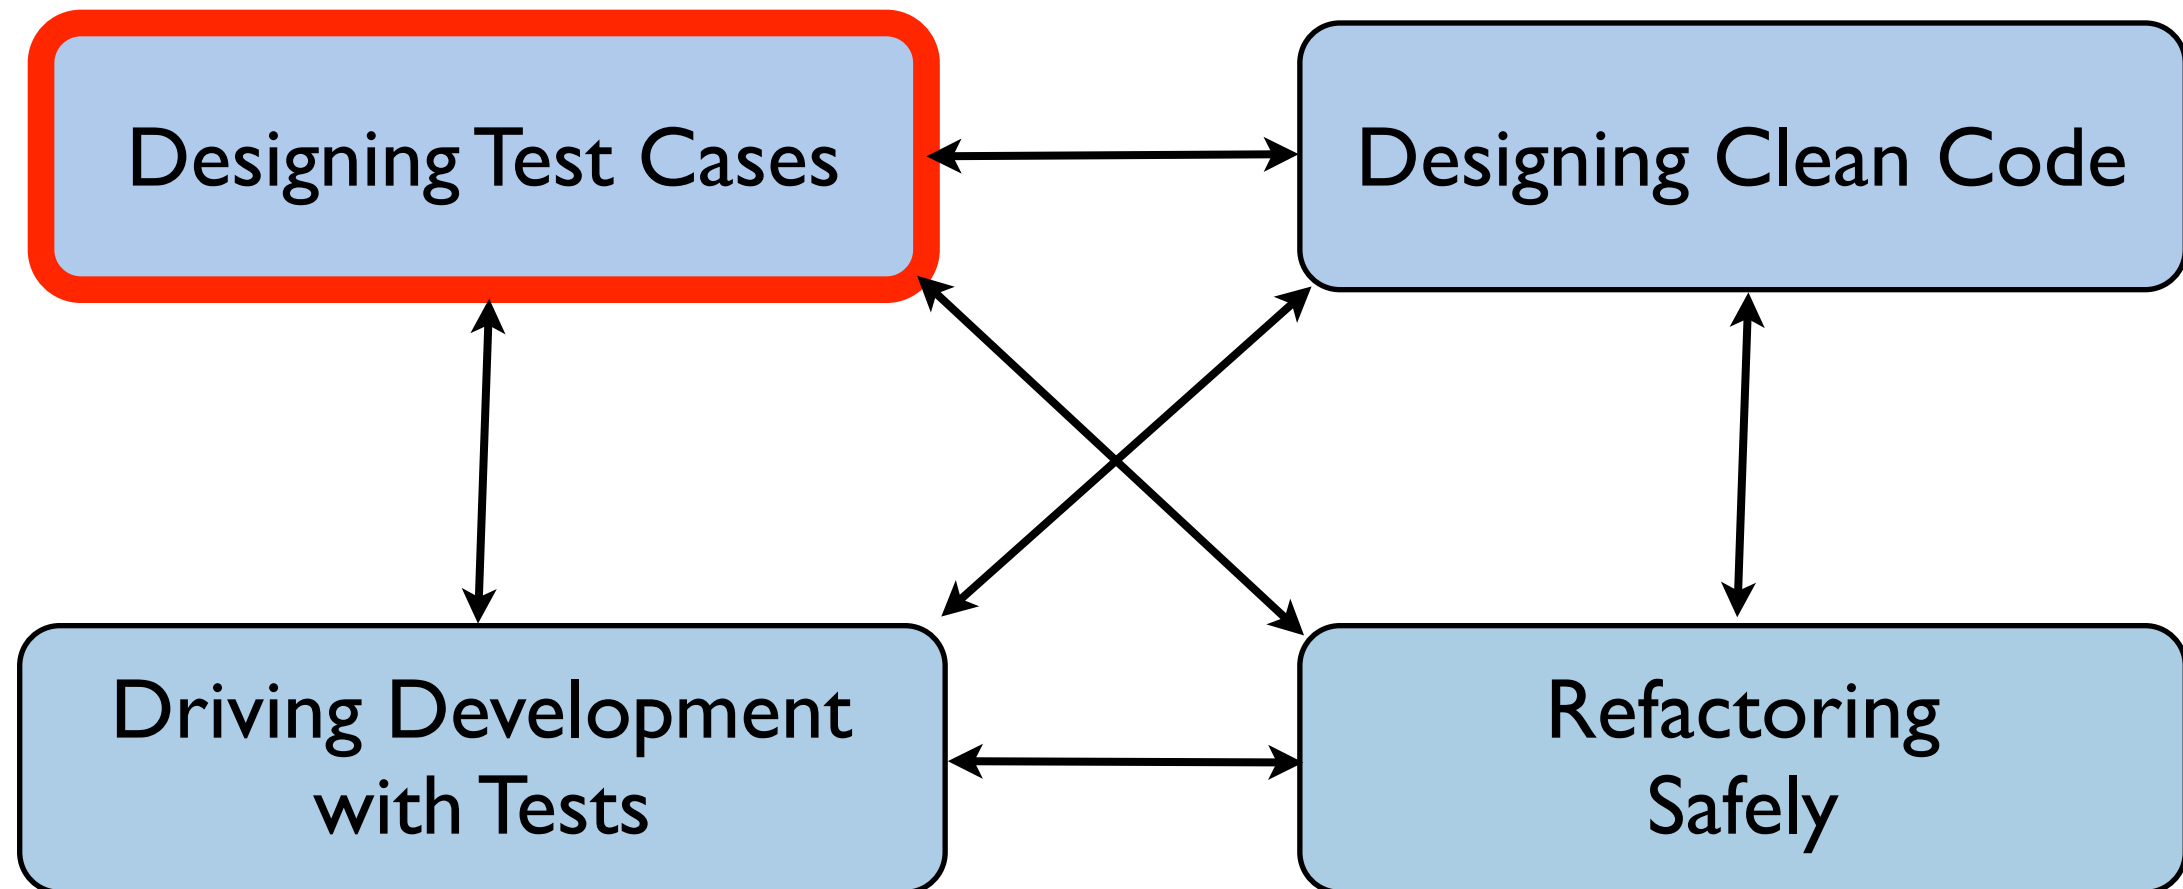 Designing Test Cases
Designing Clean Code
Driving Development
with Tests
Refactoring
Safely